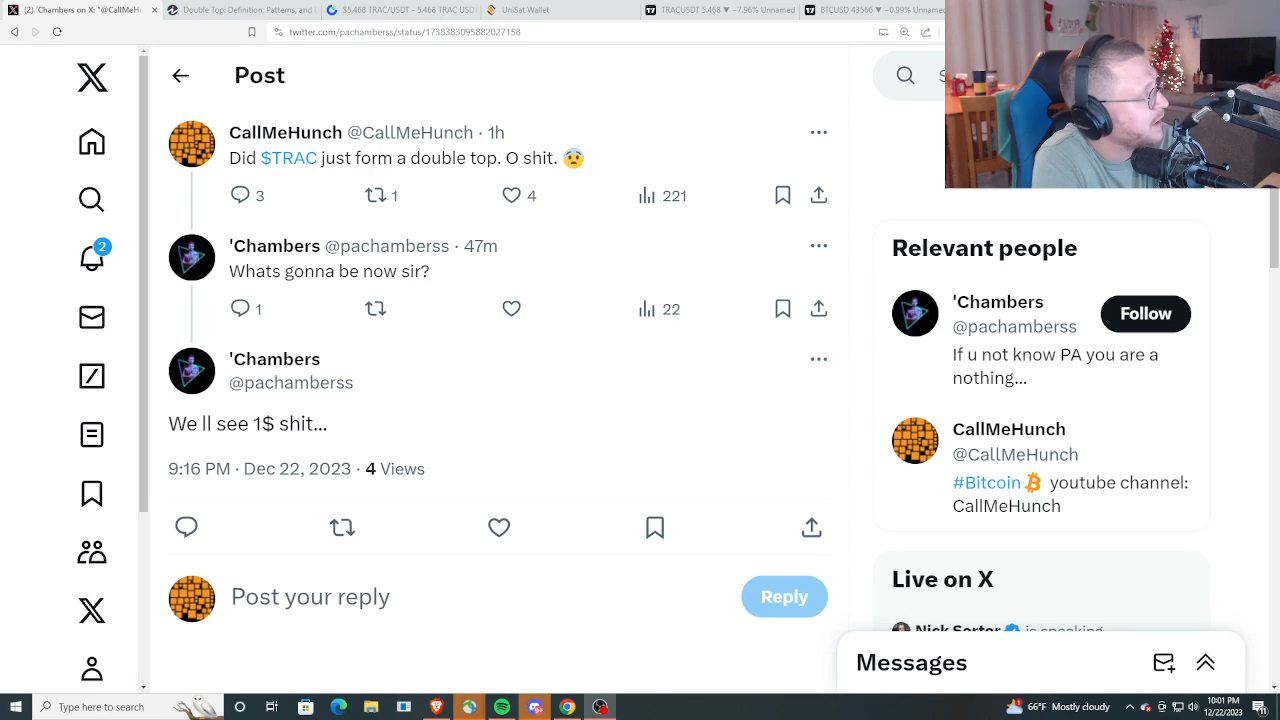 'Chambers on X: "@CallMeH
Double Top: Definition, Patterns, and
$5.468 TRAC/USDT - 5.468 TRAC USD
UniSat Wallet
TRACUSDT 5.468 ▼ −7.96% Unnamed
BTCUSD 43566 ▼ −0.99% Unnamed
twitter.com/pachamberss/status/1738383095882027158
Post
CallMeHunch @CallMeHunch · 1h
Did $TRAC just form a double top. O shit. 😨
3 1 4 221
'Chambers @pachamberss · 47m
Whats gonna be now sir?
1 22
'Chambers
@pachamberss
We ll see 1$ shit...
9:16 PM · Dec 22, 2023 · 4 Views
Post your reply
Reply
2
Relevant people
'Chambers
@pachamberss
Follow
If u not know PA you are a
nothing...
CallMeHunch
@CallMeHunch
#Bitcoin youtube channel:
CallMeHunch
Live on X
Nick Sortor is speaking
Messages
Type here to search
66°F Mostly cloudy
10:01 PM
12/22/2023